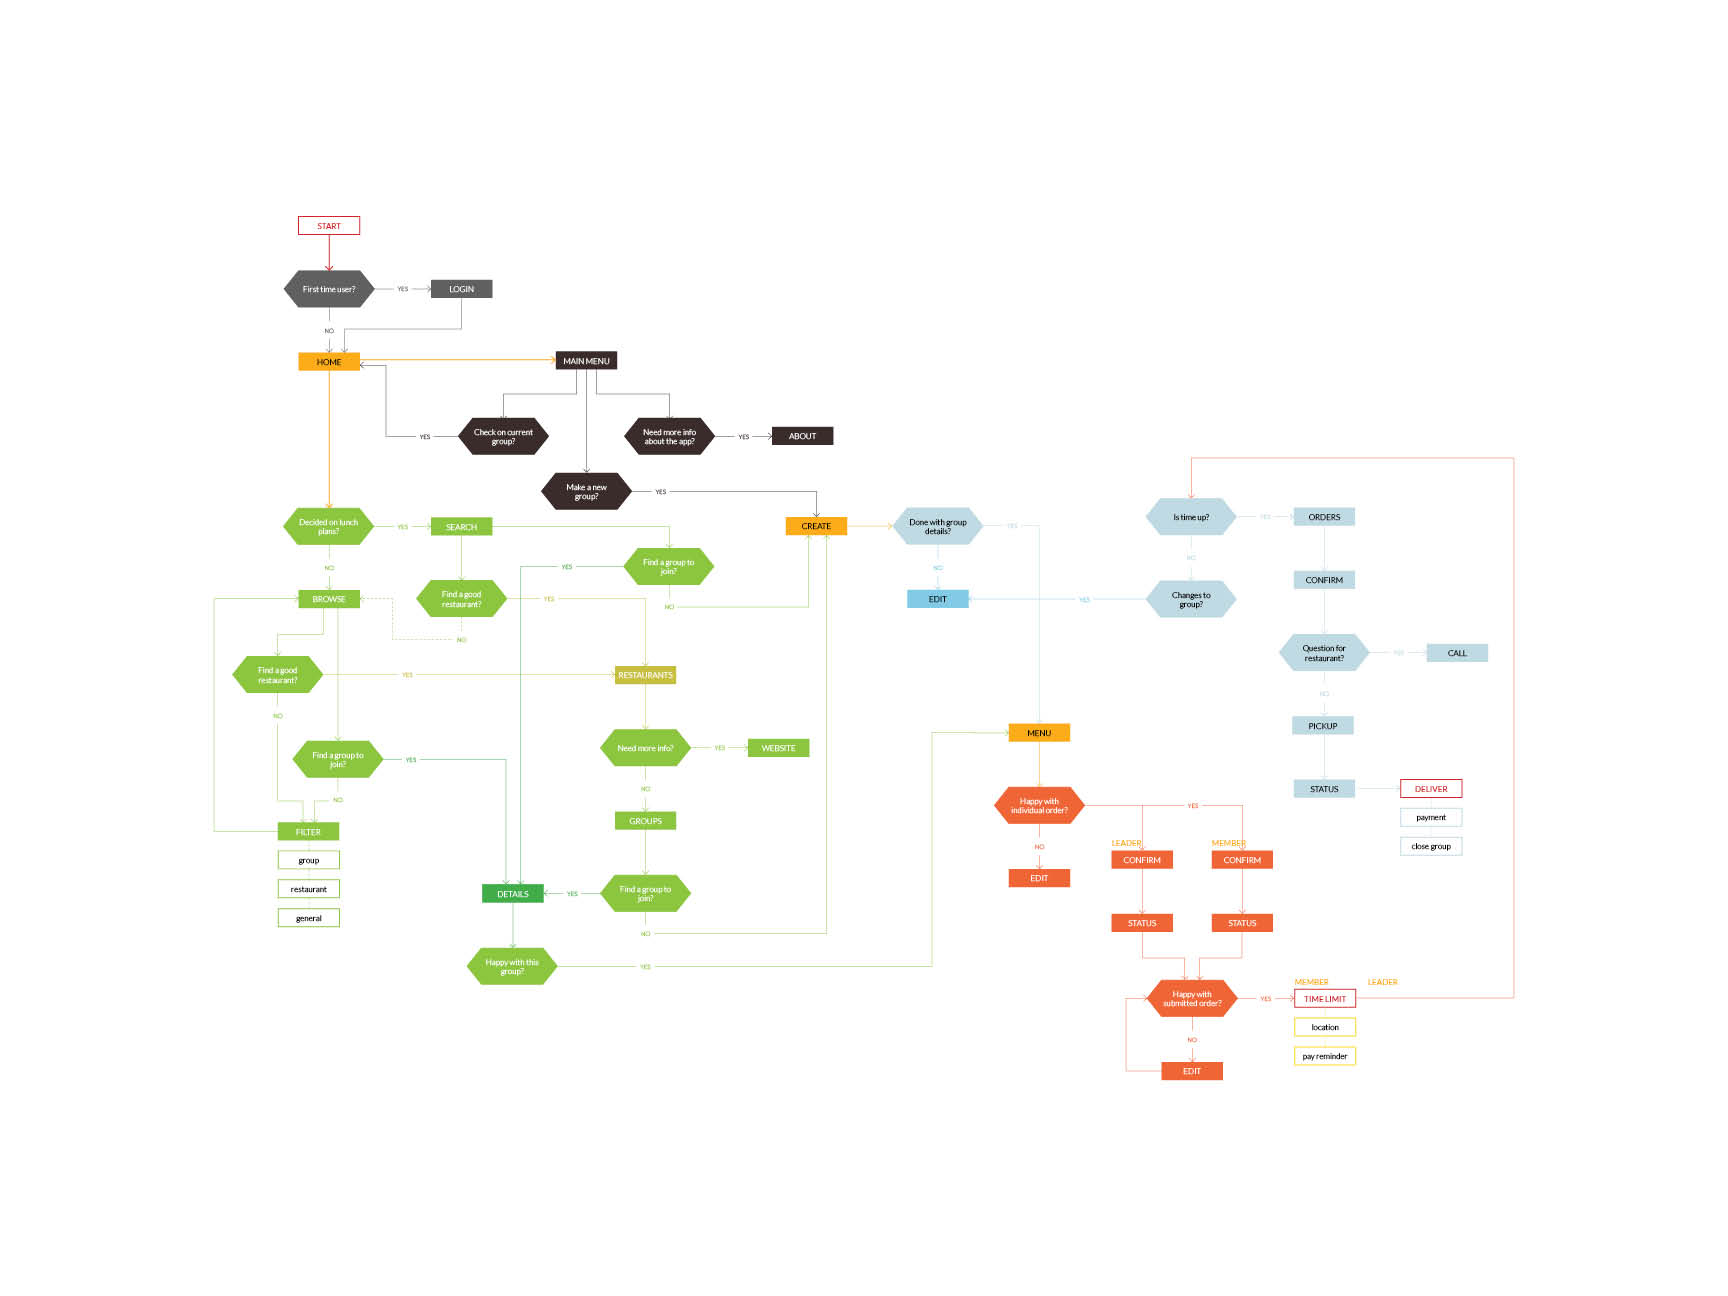 START
First time user?
YES
LOGIN
NO
HOME
MAIN MENU
Check on current
group?
YES
Need more info
about the app?
YES
ABOUT
Make a new
group?
YES
Decided on lunch
plans?
YES
SEARCH
CREATE
Done with group
details?
YES
Is time up?
YES
ORDERS
NO
Find a group to
join?
YES
NO
NO
NO
CONFIRM
BROWSE
Find a good
restaurant?
YES
NO
EDIT
YES
Changes to
group?
Find a good
restaurant?
YES
RESTAURANTS
NO
Question for
restaurant?
YES
CALL
NO
PICKUP
Find a group to
join?
YES
NO
Need more info?
YES
WEBSITE
NO
MENU
STATUS
DELIVER
payment
close group
FILTER
group
restaurant
general
GROUPS
Happy with
individual order?
YES
NO
EDIT
LEADER
CONFIRM
MEMBER
CONFIRM
DETAILS
YES
Find a group to
join?
NO
STATUS
STATUS
Happy with this
group?
YES
Happy with
submitted order?
YES
MEMBER
LEADER
TIME LIMIT
location
pay reminder
NO
EDIT